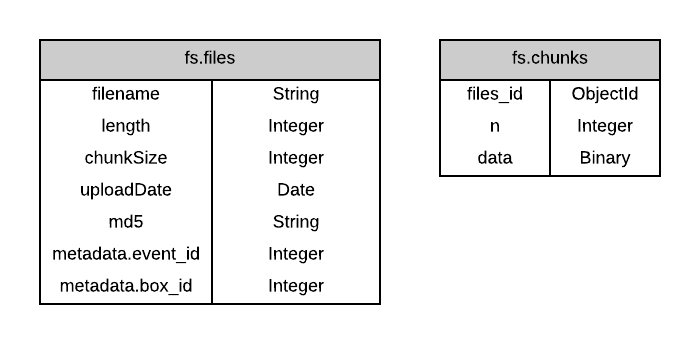 fs.files
filename String
length Integer
chunkSize Integer
uploadDate Date
md5 String
metadata.event_id Integer
metadata.box_id Integer
fs.chunks
files_id ObjectId
n Integer
data Binary